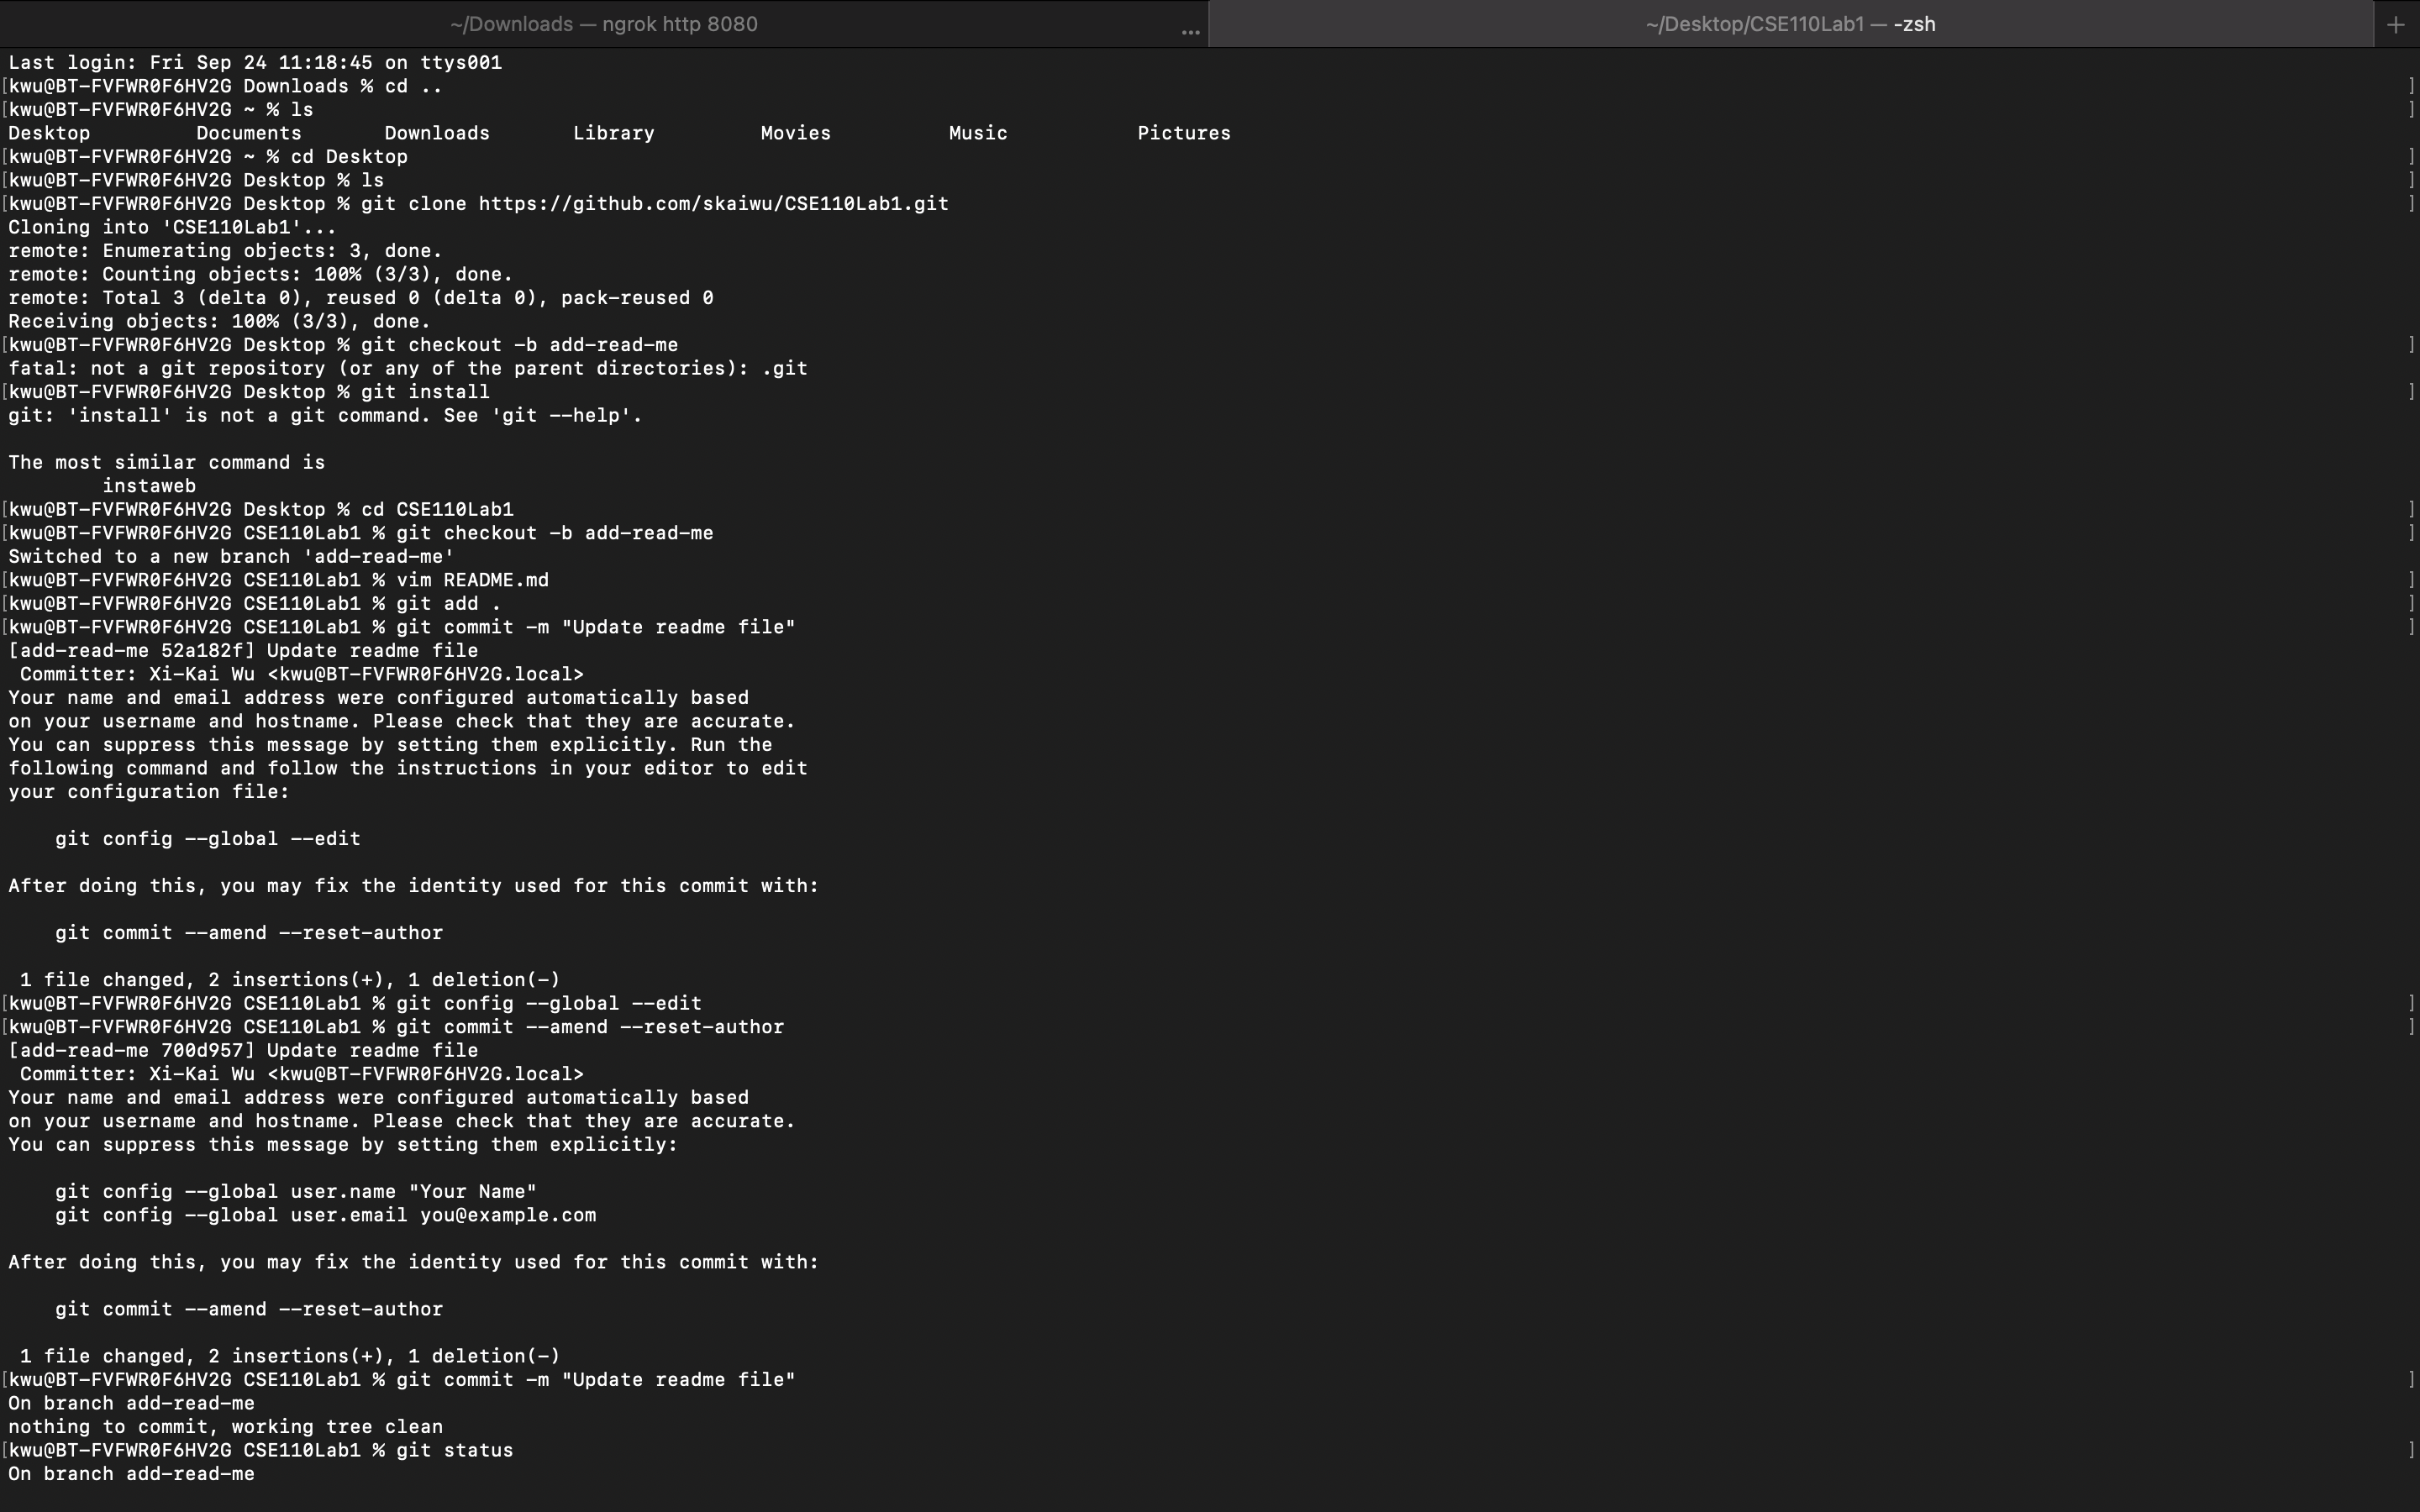 ~/Downloads — ngrok http 8080 ... ~/Desktop/CSE110Lab1 — -zsh +
Last login: Fri Sep 24 11:18:45 on ttys001
[kwu@BT-FVFWR0F6HV2G Downloads % cd .. ]
[kwu@BT-FVFWR0F6HV2G ~ % ls ]
Desktop Documents Downloads Library Movies Music Pictures
[kwu@BT-FVFWR0F6HV2G ~ % cd Desktop ]
[kwu@BT-FVFWR0F6HV2G Desktop % ls ]
[kwu@BT-FVFWR0F6HV2G Desktop % git clone https://github.com/skaiwu/CSE110Lab1.git ]
Cloning into 'CSE110Lab1'...
remote: Enumerating objects: 3, done.
remote: Counting objects: 100% (3/3), done.
remote: Total 3 (delta 0), reused 0 (delta 0), pack-reused 0
Receiving objects: 100% (3/3), done.
[kwu@BT-FVFWR0F6HV2G Desktop % git checkout -b add-read-me ]
fatal: not a git repository (or any of the parent directories): .git
[kwu@BT-FVFWR0F6HV2G Desktop % git install ]
git: 'install' is not a git command. See 'git --help'.
The most similar command is
instaweb
[kwu@BT-FVFWR0F6HV2G Desktop % cd CSE110Lab1 ]
[kwu@BT-FVFWR0F6HV2G CSE110Lab1 % git checkout -b add-read-me ]
Switched to a new branch 'add-read-me'
[kwu@BT-FVFWR0F6HV2G CSE110Lab1 % vim README.md ]
[kwu@BT-FVFWR0F6HV2G CSE110Lab1 % git add . ]
[kwu@BT-FVFWR0F6HV2G CSE110Lab1 % git commit -m "Update readme file" ]
[add-read-me 52a182f] Update readme file
Committer: Xi-Kai Wu <kwu@BT-FVFWR0F6HV2G.local>
Your name and email address were configured automatically based
on your username and hostname. Please check that they are accurate.
You can suppress this message by setting them explicitly. Run the
following command and follow the instructions in your editor to edit
your configuration file:
git config --global --edit
After doing this, you may fix the identity used for this commit with:
git commit --amend --reset-author
1 file changed, 2 insertions(+), 1 deletion(-)
[kwu@BT-FVFWR0F6HV2G CSE110Lab1 % git config --global --edit ]
[kwu@BT-FVFWR0F6HV2G CSE110Lab1 % git commit --amend --reset-author ]
[add-read-me 700d957] Update readme file
Committer: Xi-Kai Wu <kwu@BT-FVFWR0F6HV2G.local>
Your name and email address were configured automatically based
on your username and hostname. Please check that they are accurate.
You can suppress this message by setting them explicitly:
git config --global user.name "Your Name"
git config --global user.email you@example.com
After doing this, you may fix the identity used for this commit with:
git commit --amend --reset-author
1 file changed, 2 insertions(+), 1 deletion(-)
[kwu@BT-FVFWR0F6HV2G CSE110Lab1 % git commit -m "Update readme file" ]
On branch add-read-me
nothing to commit, working tree clean
[kwu@BT-FVFWR0F6HV2G CSE110Lab1 % git status ]
On branch add-read-me